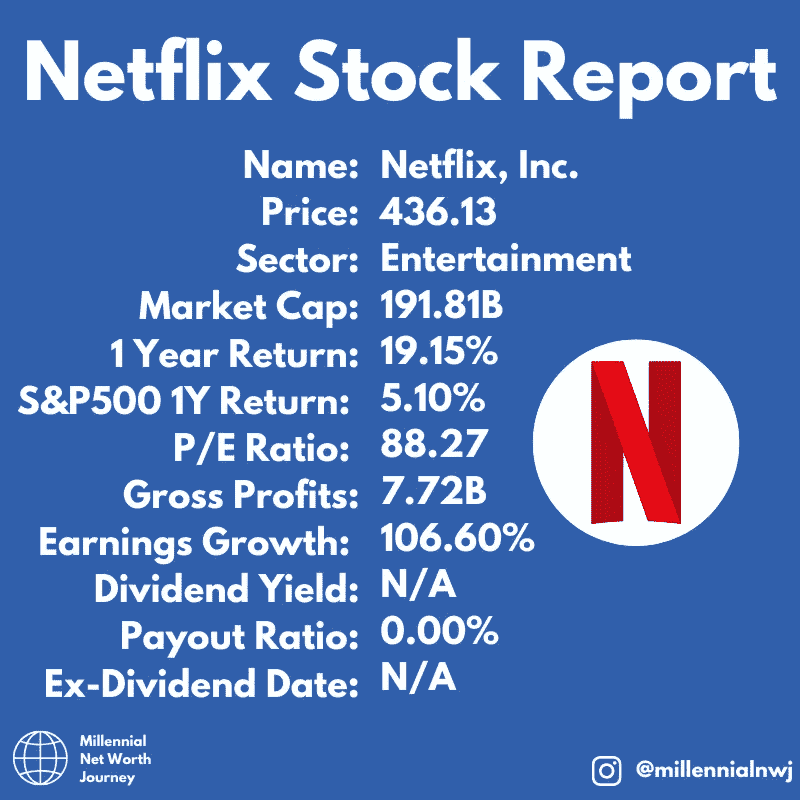 Netflix Stock Report
Name: Netflix, Inc.
Price: 436.13
Sector: Entertainment
Market Cap: 191.81B
1 Year Return: 19.15%
S&P500 1Y Return: 5.10%
P/E Ratio: 88.27
Gross Profits: 7.72B
Earnings Growth: 106.60%
Dividend Yield: N/A
Payout Ratio: 0.00%
Ex-Dividend Date: N/A
N
Millennial
Net Worth
Journey
@millennialnwj